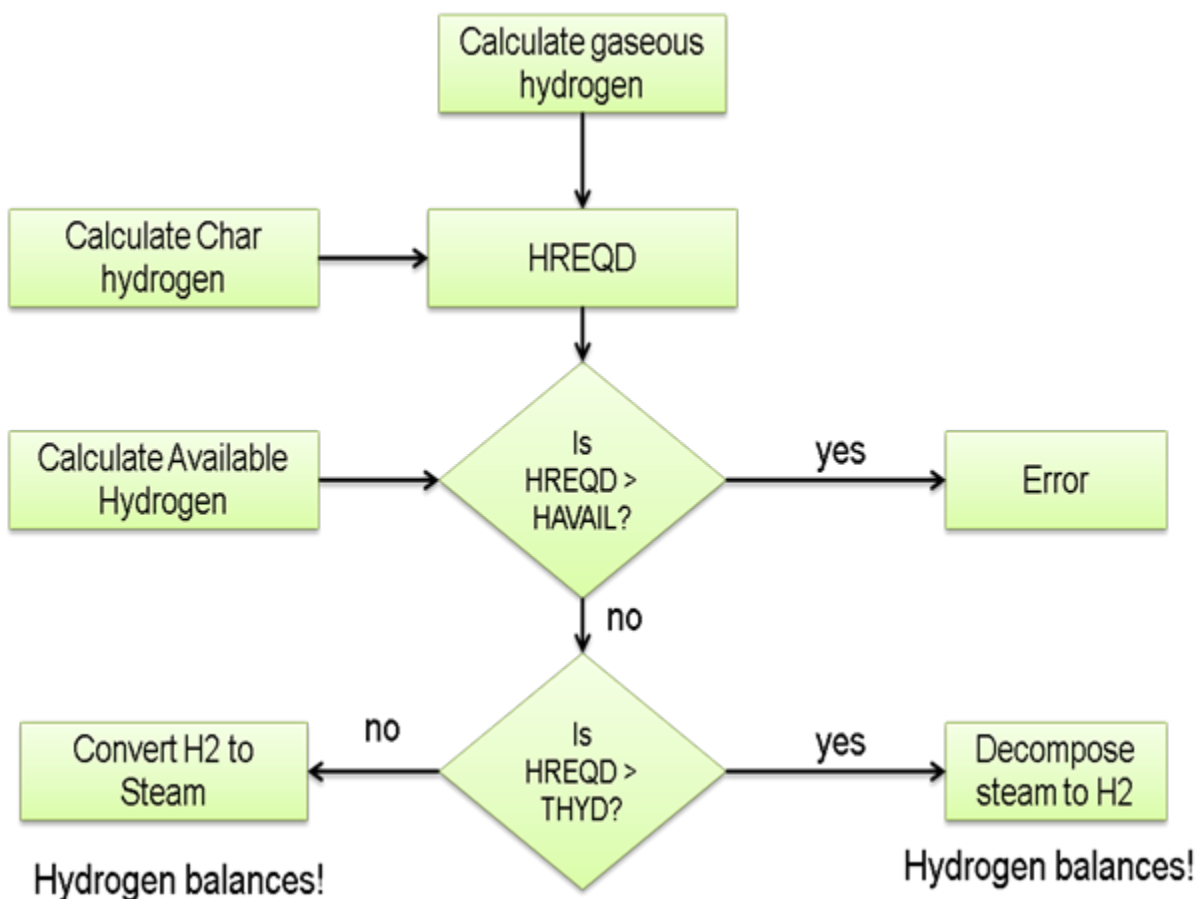 Calculate gaseous
hydrogen
Calculate Char
hydrogen
HREQD
Calculate Available
Hydrogen
Is
HREQD >
HAVAIL?
yes
Error
no
Convert H2 to
Steam
no
Is
HREQD >
THYD?
yes
Decompose
steam to H2
Hydrogen balances!
Hydrogen balances!